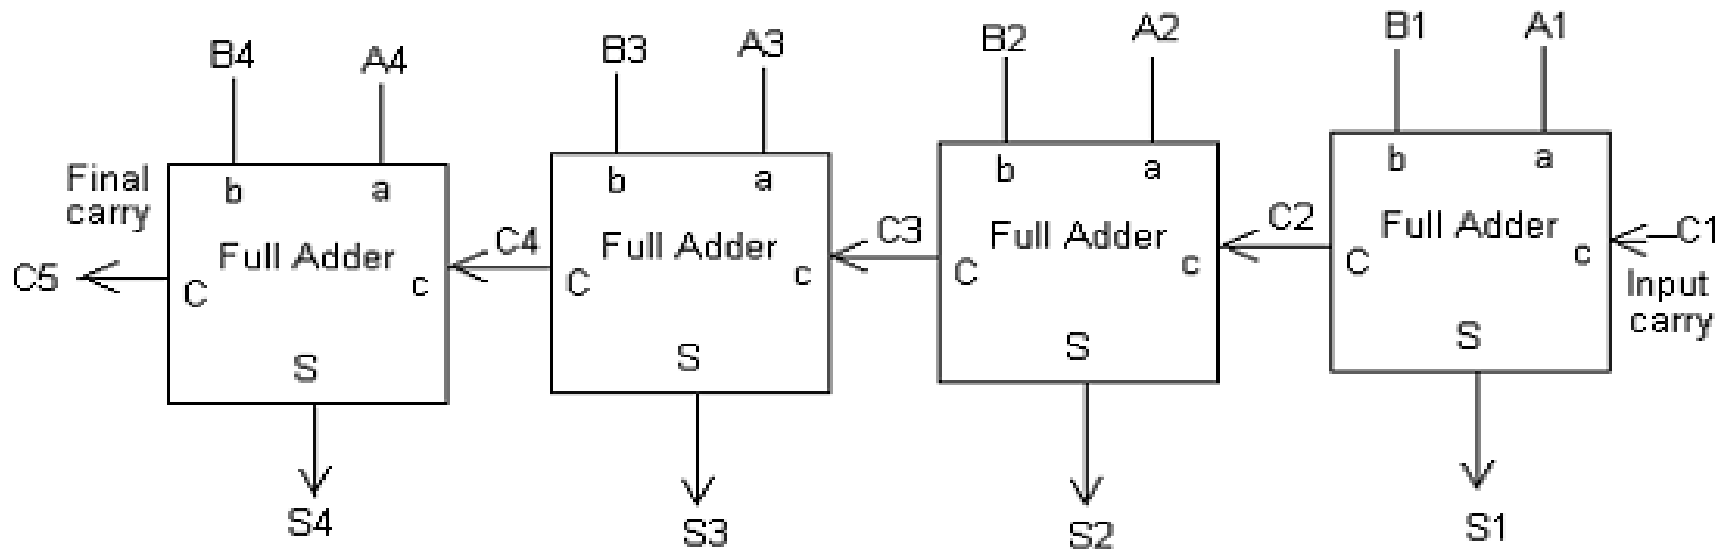 B4
A4
B3
A3
B2
A2
B1
A1
Final
carry
b
a
Full Adder
C5
C
c
S
C4
b
a
Full Adder
C
c
S
C3
b
a
Full Adder
C
c
S
C2
b
a
Full Adder
C
c
S
C1
Input
carry
S4
S3
S2
S1